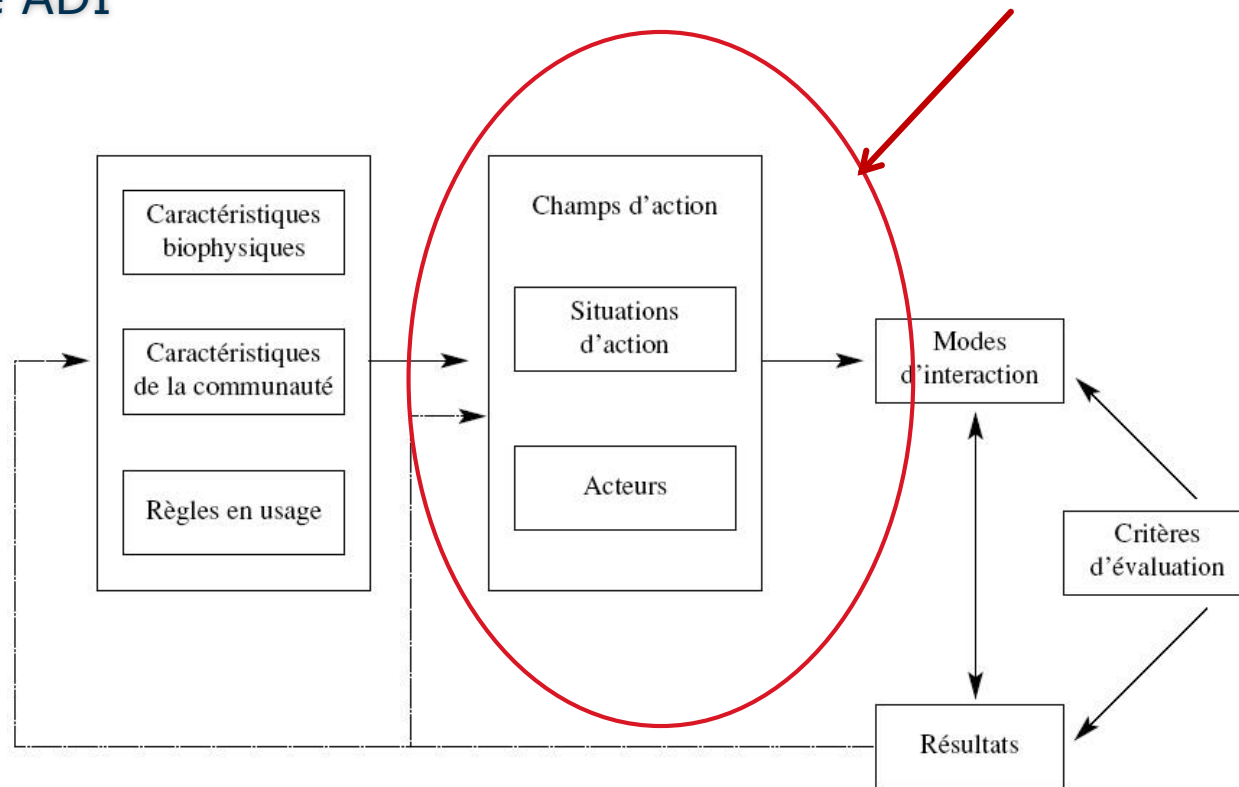 ADI
Caractéristiques
biophysiques
Caractéristiques
de la communauté
Règles en usage
Champs d'action
Situations
d'action
Acteurs
Modes
d'interaction
Critères
d'évaluation
Résultats